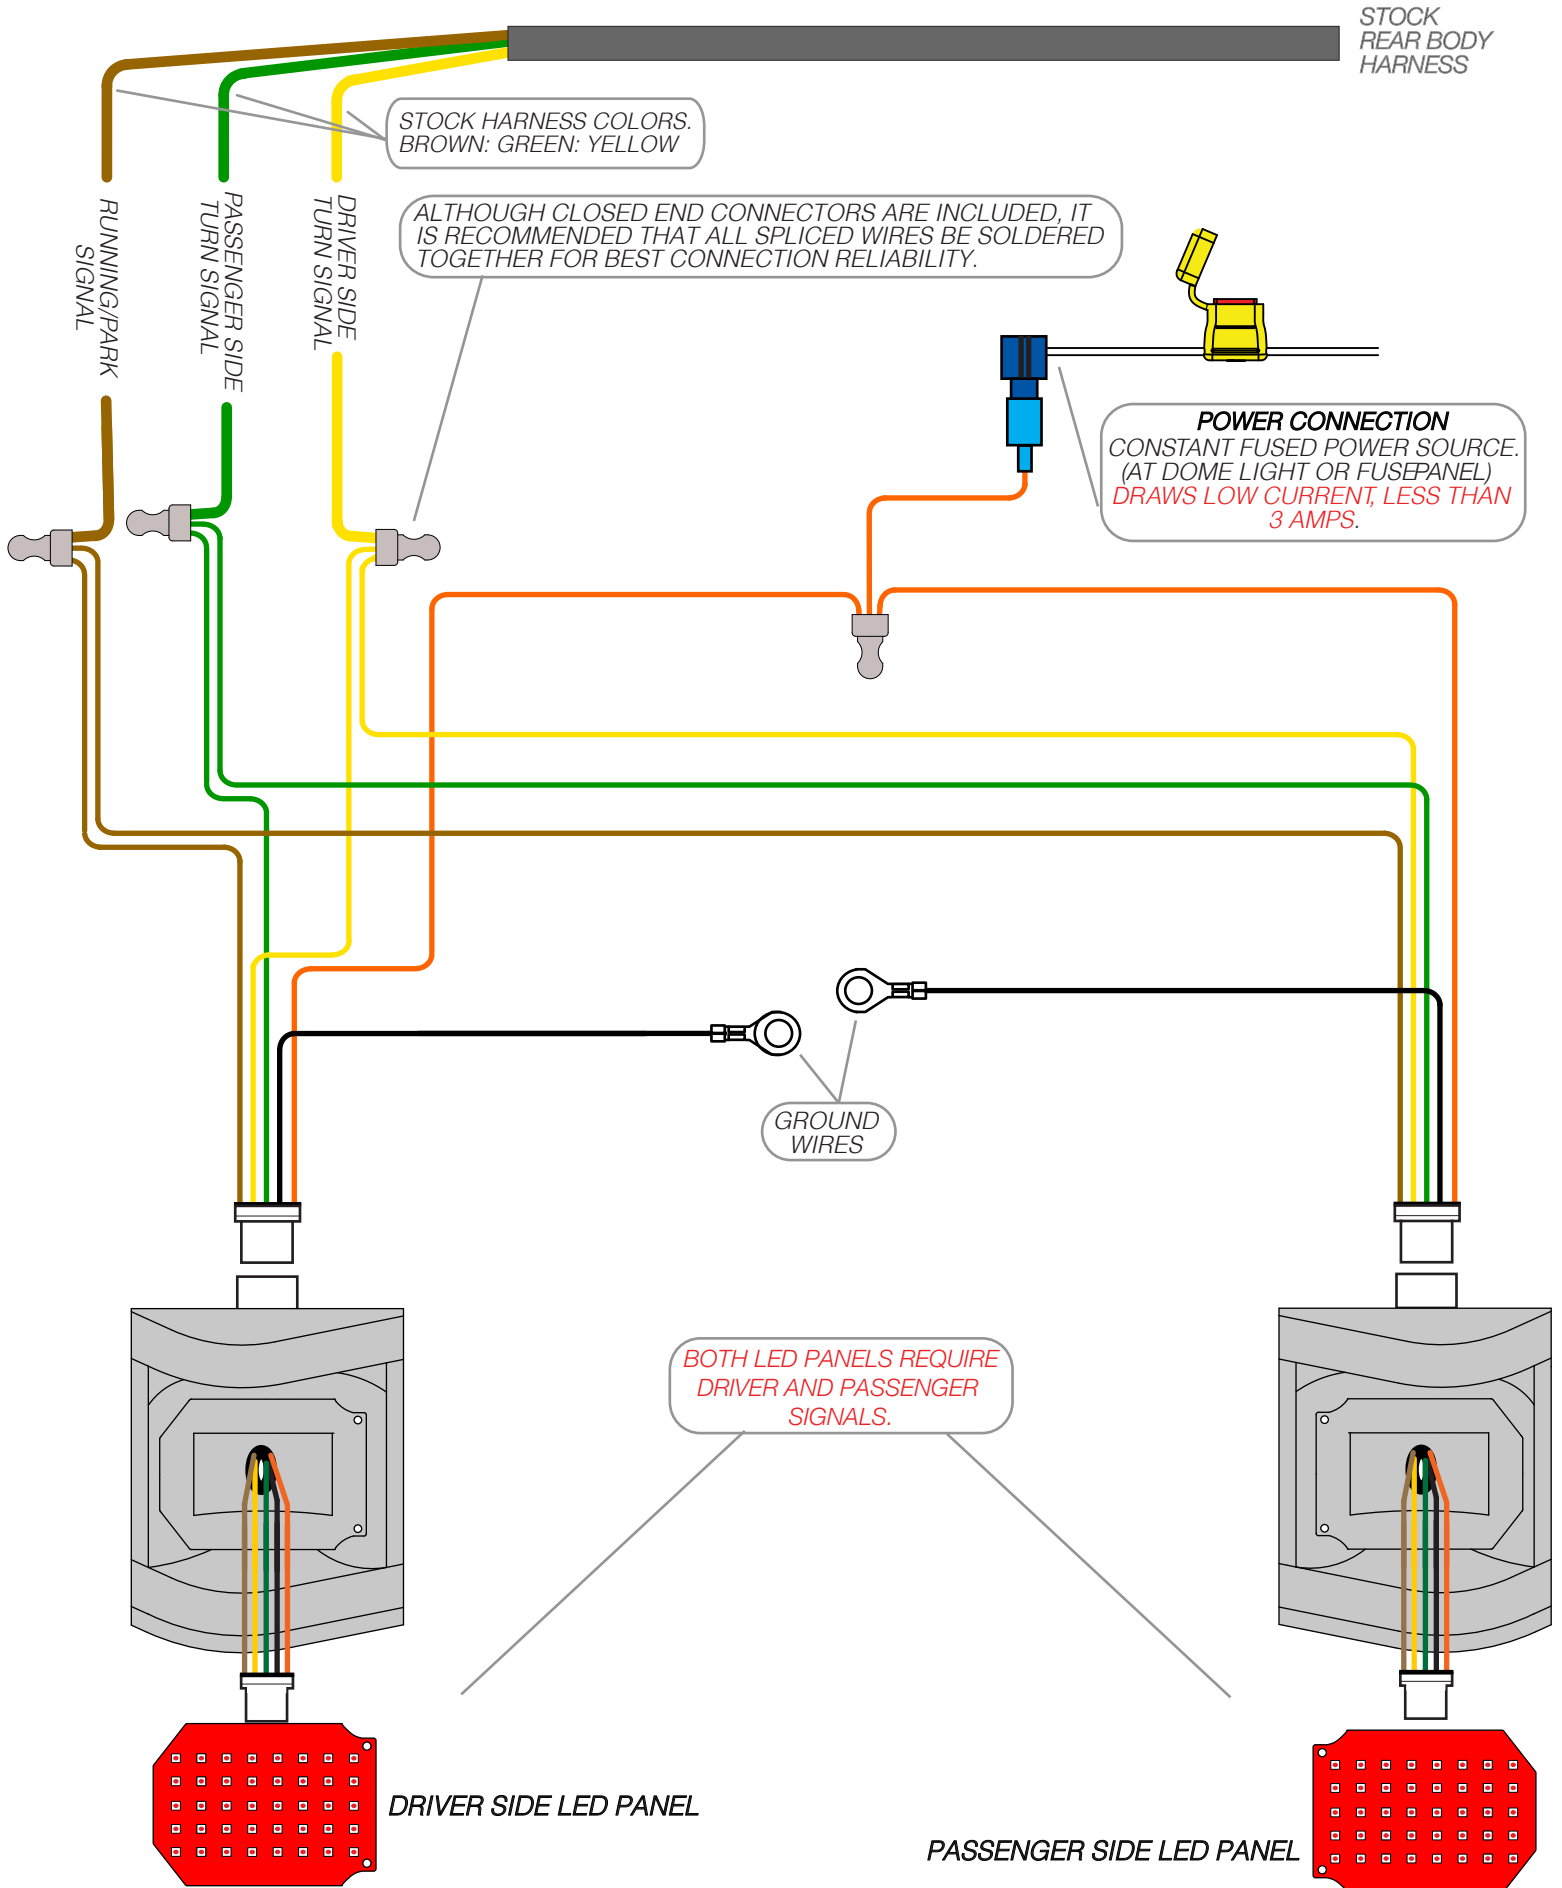 STOCK
REAR BODY
HARNESS
STOCK HARNESS COLORS.
BROWN: GREEN: YELLOW
RUNNING/PARK
SIGNAL
PASSENGER SIDE
TURN SIGNAL
DRIVER SIDE
TURN SIGNAL
ALTHOUGH CLOSED END CONNECTORS ARE INCLUDED, IT
IS RECOMMENDED THAT ALL SPLICED WIRES BE SOLDERED
TOGETHER FOR BEST CONNECTION RELIABILITY.
POWER CONNECTION
CONSTANT FUSED POWER SOURCE.
(AT DOME LIGHT OR FUSEPANEL)
DRAWS LOW CURRENT, LESS THAN
3 AMPS.
GROUND
WIRES
BOTH LED PANELS REQUIRE
DRIVER AND PASSENGER
SIGNALS.
DRIVER SIDE LED PANEL
PASSENGER SIDE LED PANEL